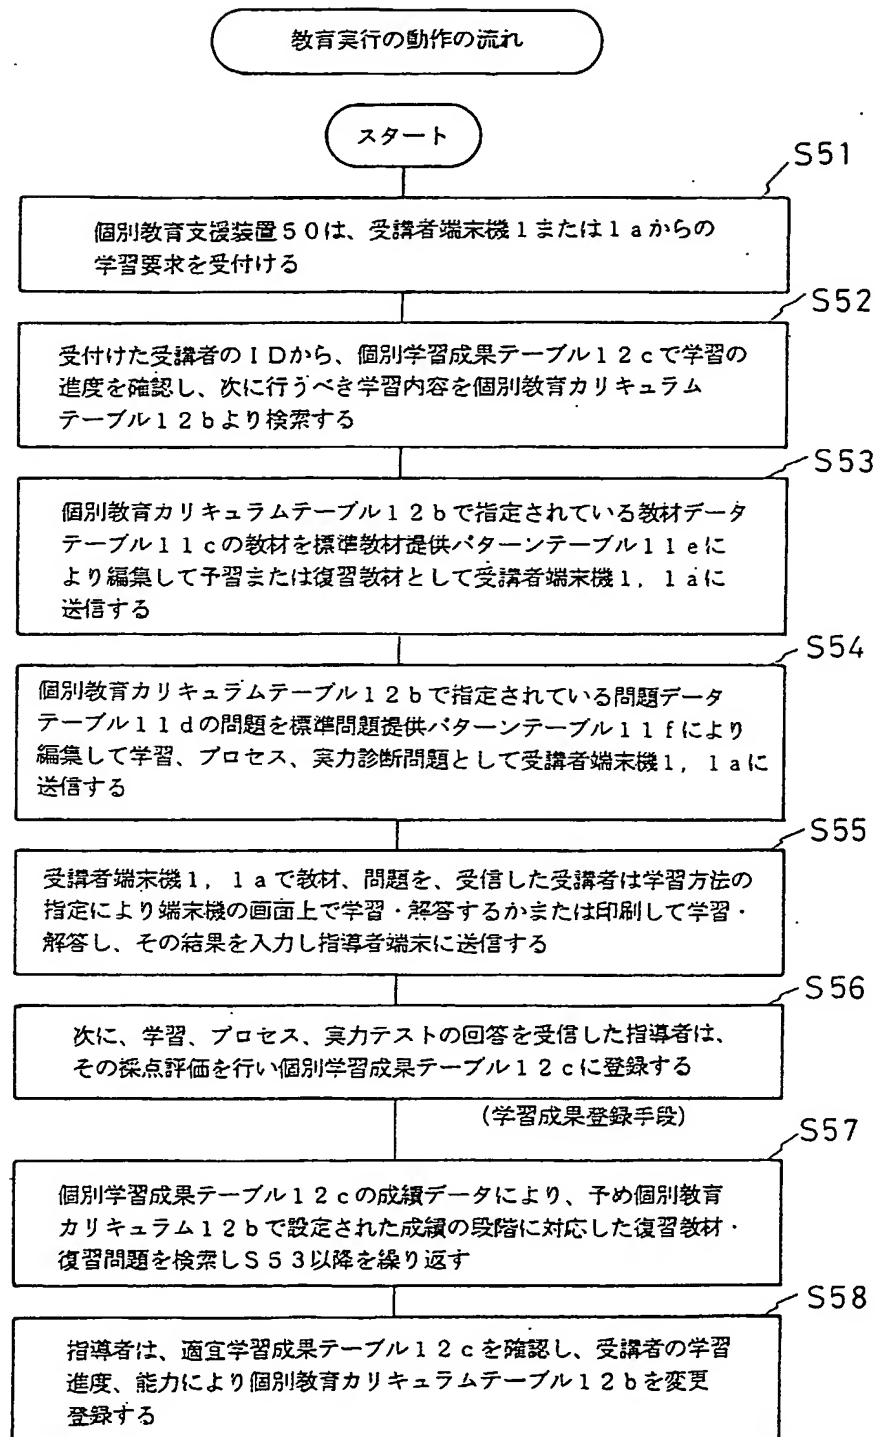 教育実行の動作の流れ
スタート
S51
個別教育支援装置50は、受講者端末機1または1aからの
学習要求を受付ける
S52
受付けた受講者のIDから、個別学習成果テーブル12cで学習の
進度を確認し、次に行うべき学習内容を個別教育カリキュラム
テーブル12bより検索する
S53
個別教育カリキュラムテーブル12bで指定されている教材データ
テーブル11cの教材を標準教材提供パターンテーブル11eに
より編集して予習または復習教材として受講者端末機1，1aに
送信する
S54
個別教育カリキュラムテーブル12bで指定されている問題データ
テーブル11dの問題を標準問題提供パターンテーブル11fにより
編集して学習、プロセス、実力診断問題として受講者端末機1，1aに
送信する
S55
受講者端末機1，1aで教材、問題を、受信した受講者は学習方法の
指定により端末機の画面上で学習・解答するかまたは印刷して学習・
解答し、その結果を入力し指導者端末に送信する
S56
次に、学習、プロセス、実力テストの回答を受信した指導者は、
その採点評価を行い個別学習成果テーブル12cに登録する
(学習成果登録手段)
S57
個別学習成果テーブル12cの成績データにより、予め個別教育
カリキュラム12bで設定された成績の段階に対応した復習教材・
復習問題を検索しS53以降を繰り返す
S58
指導者は、適宜学習成果テーブル12cを確認し、受講者の学習
進度、能力により個別教育カリキュラムテーブル12bを変更
登録する